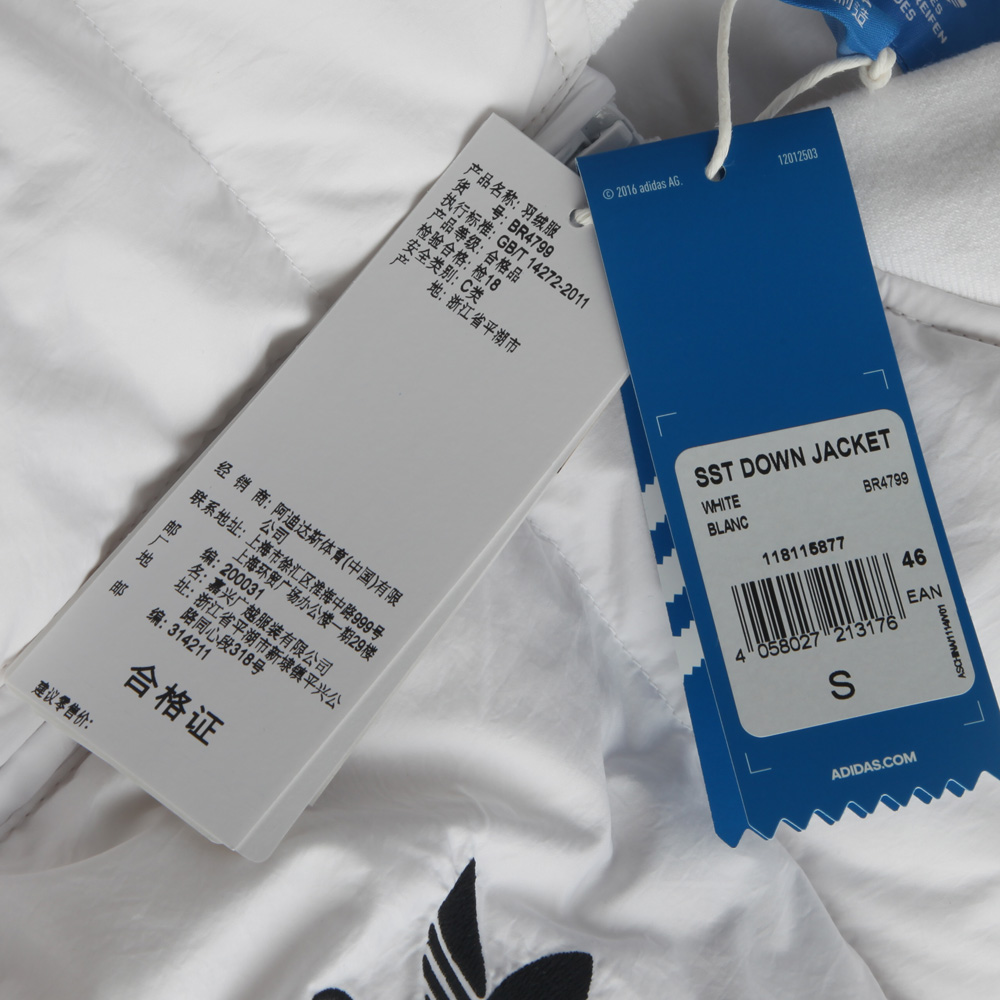 产品名称: 羽绒服
货 号: BR4799
执行标准: GB/T 14272-2011
产品等级: 合格品
检验合格: 检18
安全类别: C类
产 地: 浙江省平湖市
经 销 商: 阿迪达斯体育(中国)有限
公司
联系地址: 上海市徐汇区淮海中路999号
上海环贸广场办公楼一期29楼
邮 编: 200031
厂 名: 嘉兴广越服装有限公司
地 址: 浙江省平湖市新埭镇平兴公
路同心段318号
邮 编: 314211
合格证
建议零售价:
© 2016 adidas AG.
12012503
SST DOWN JACKET
WHITE
BR4799
BLANC
118115877
46
EAN
4 058027 213176
S
ADIDAS.COM